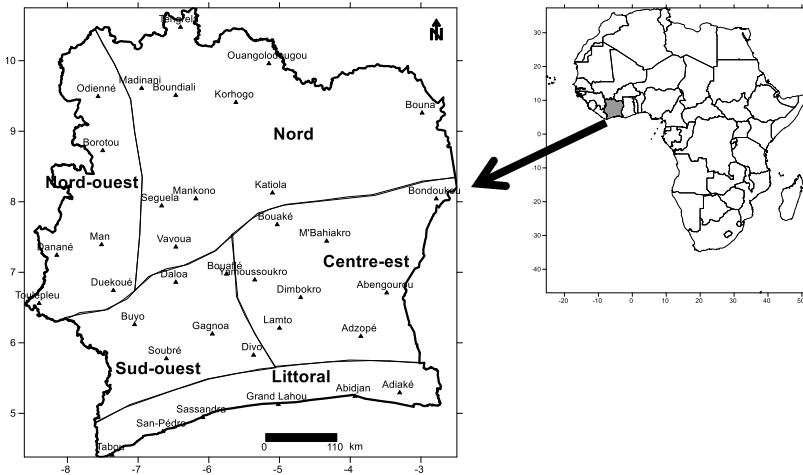 Tengrel
N
Ouangolodougou
10
Madinani
Odienné
Boundiali
Korhogo
Bouna
9
Nord
Borotou
Nord-ouest
Katiola
Mankono
Seguela
Bondoukou
8
Bouaké
Man
Vavoua
M'Bahiakro
Danané
Centre-est
Bouaflé
Yamoussoukro
Daloa
7
Duekoué
Dimbokro
Abengourou
Toulépleu
Buyo
Gagnoa
Lamto
Adzopé
6
Soubré
Divo
Sud-ouest
Littoral
Adiaké
Abidjan
Grand Lahou
5
Sassandra
San-Pédro
Tabou
0 110 km
-8 -7 -6 -5 -4 -3
30
20
10
0
-10
-20
-30
-40
-20 -10 0 10 20 30 40 50